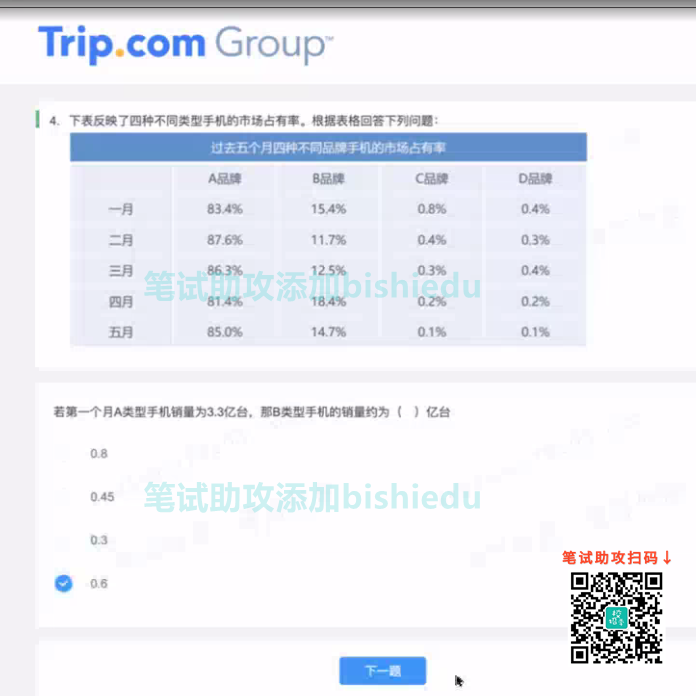 Trip.com Group™
4. 下表反映了四种不同类型手机的市场占有率。根据表格回答下列问题:
过去五个月四种不同品牌手机的市场占有率
A品牌 B品牌 C品牌 D品牌
一月 83.4% 15.4% 0.8% 0.4%
二月 87.6% 11.7% 0.4% 0.3%
三月 86.3% 12.5% 0.3% 0.4%
笔试助攻添加bishiedu
四月 81.4% 18.4% 0.2% 0.2%
五月 85.0% 14.7% 0.1% 0.1%
若第一个月A类型手机销量为3.3亿台，那B类型手机的销量约为（ ）亿台
0.8
0.45
笔试助攻添加bishiedu
0.3
笔试助攻扫码↓
0.6
下一题